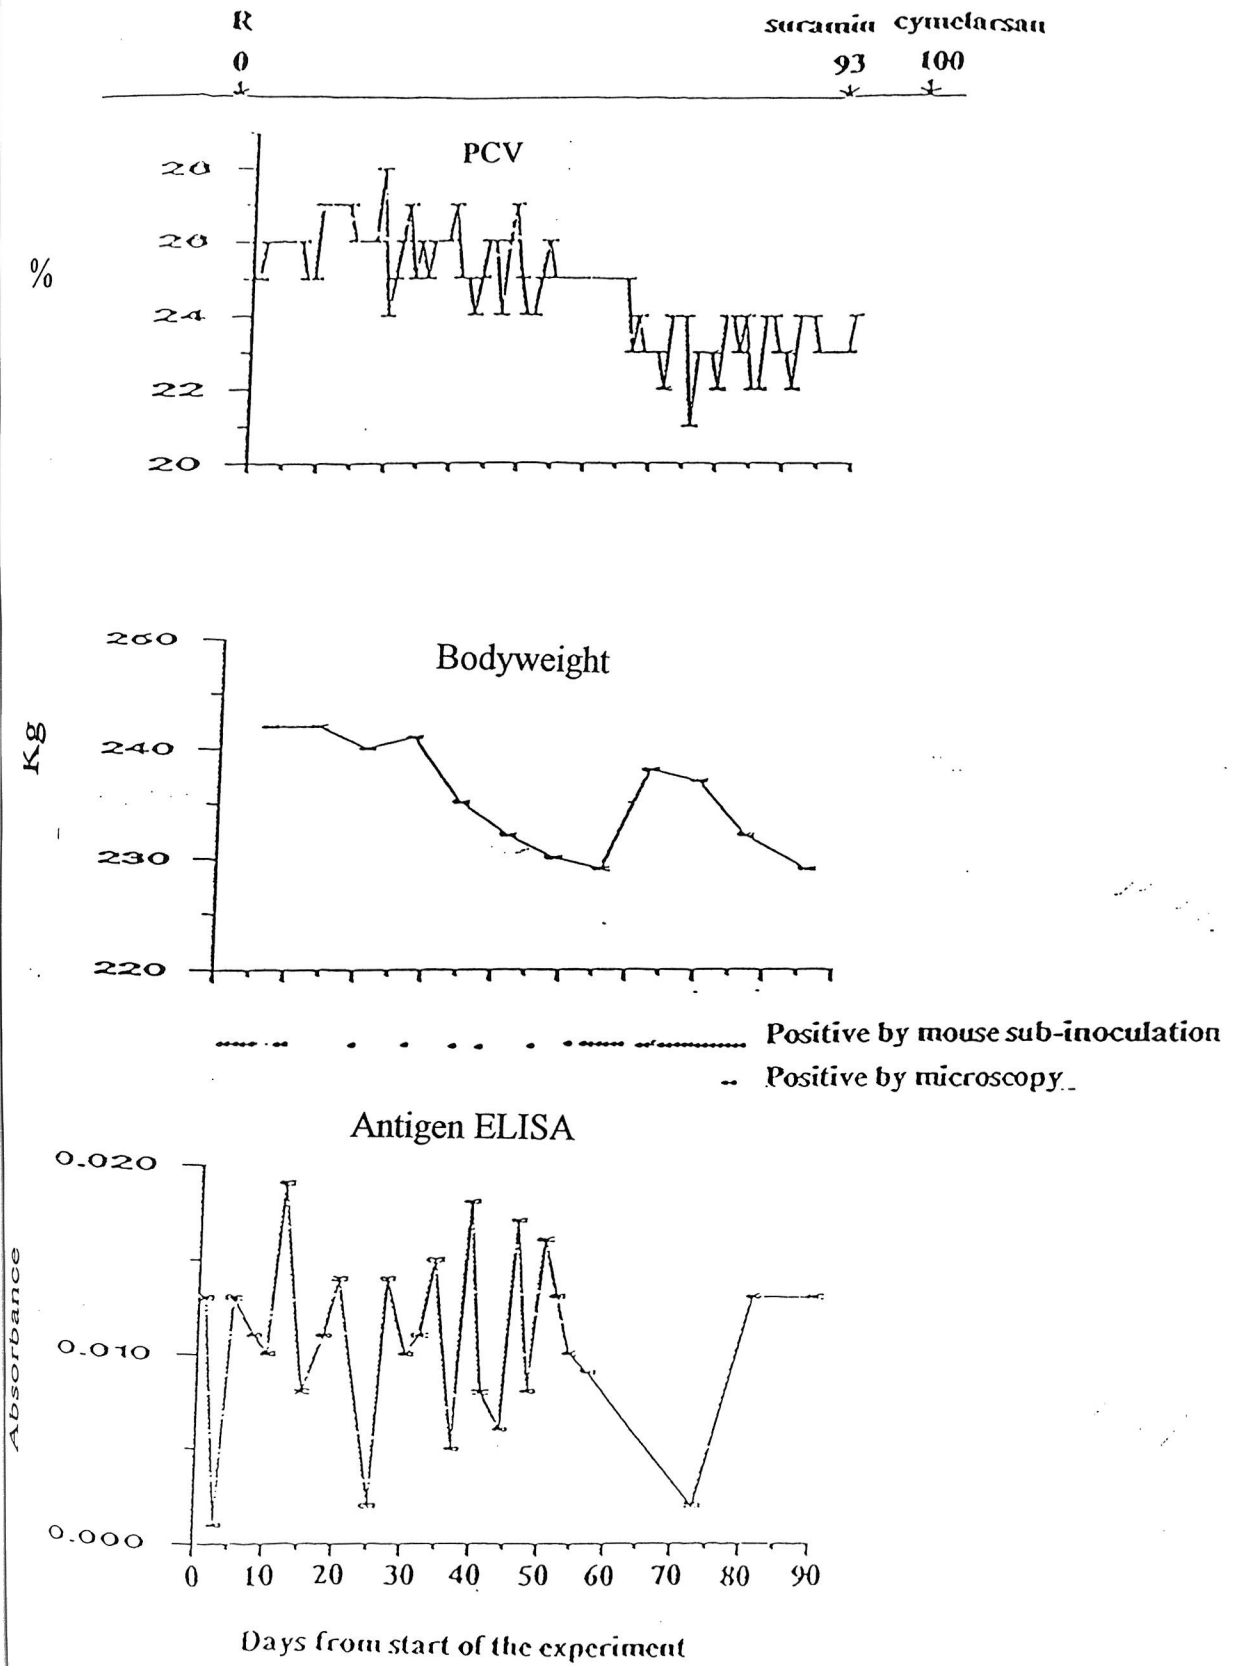 R suramin cymelarsan
0 93 100
PCV
28
26
%
24
22
20
260
Bodyweight
Kg
240
230
220
Positive by mouse sub-inoculation
Positive by microscopy
Antigen ELISA
0.020
Absorbance
0.010
0.000
0 10 20 30 40 50 60 70 80 90
Days from start of the experiment